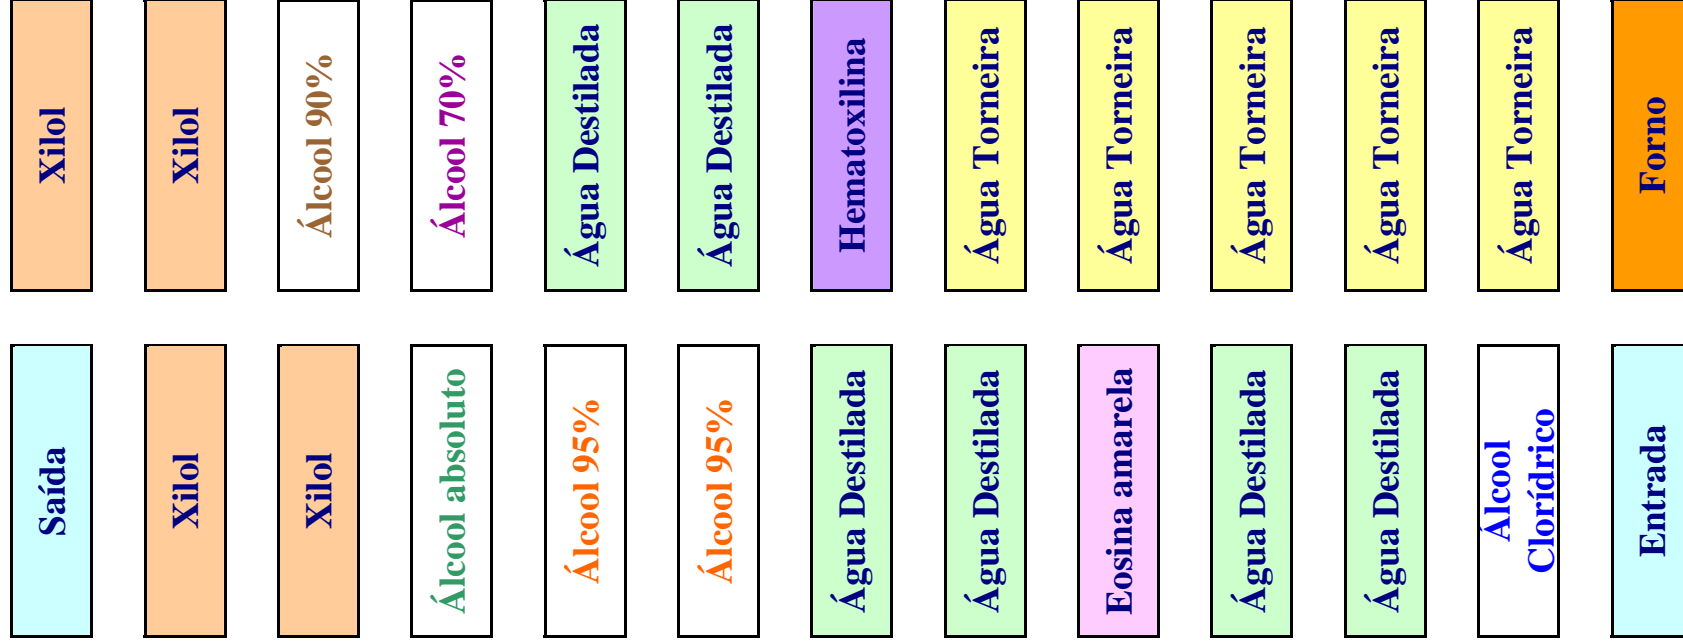 Xilol
Xilol
Álcool 90%
Álcool 70%
Água Destilada
Água Destilada
Hematoxilina
Água Torneira
Água Torneira
Água Torneira
Água Torneira
Água Torneira
Forno
Saída
Xilol
Xilol
Álcool absoluto
Álcool 95%
Álcool 95%
Água Destilada
Água Destilada
Eosina amarela
Água Destilada
Água Destilada
Álcool
Clorídrico
Entrada